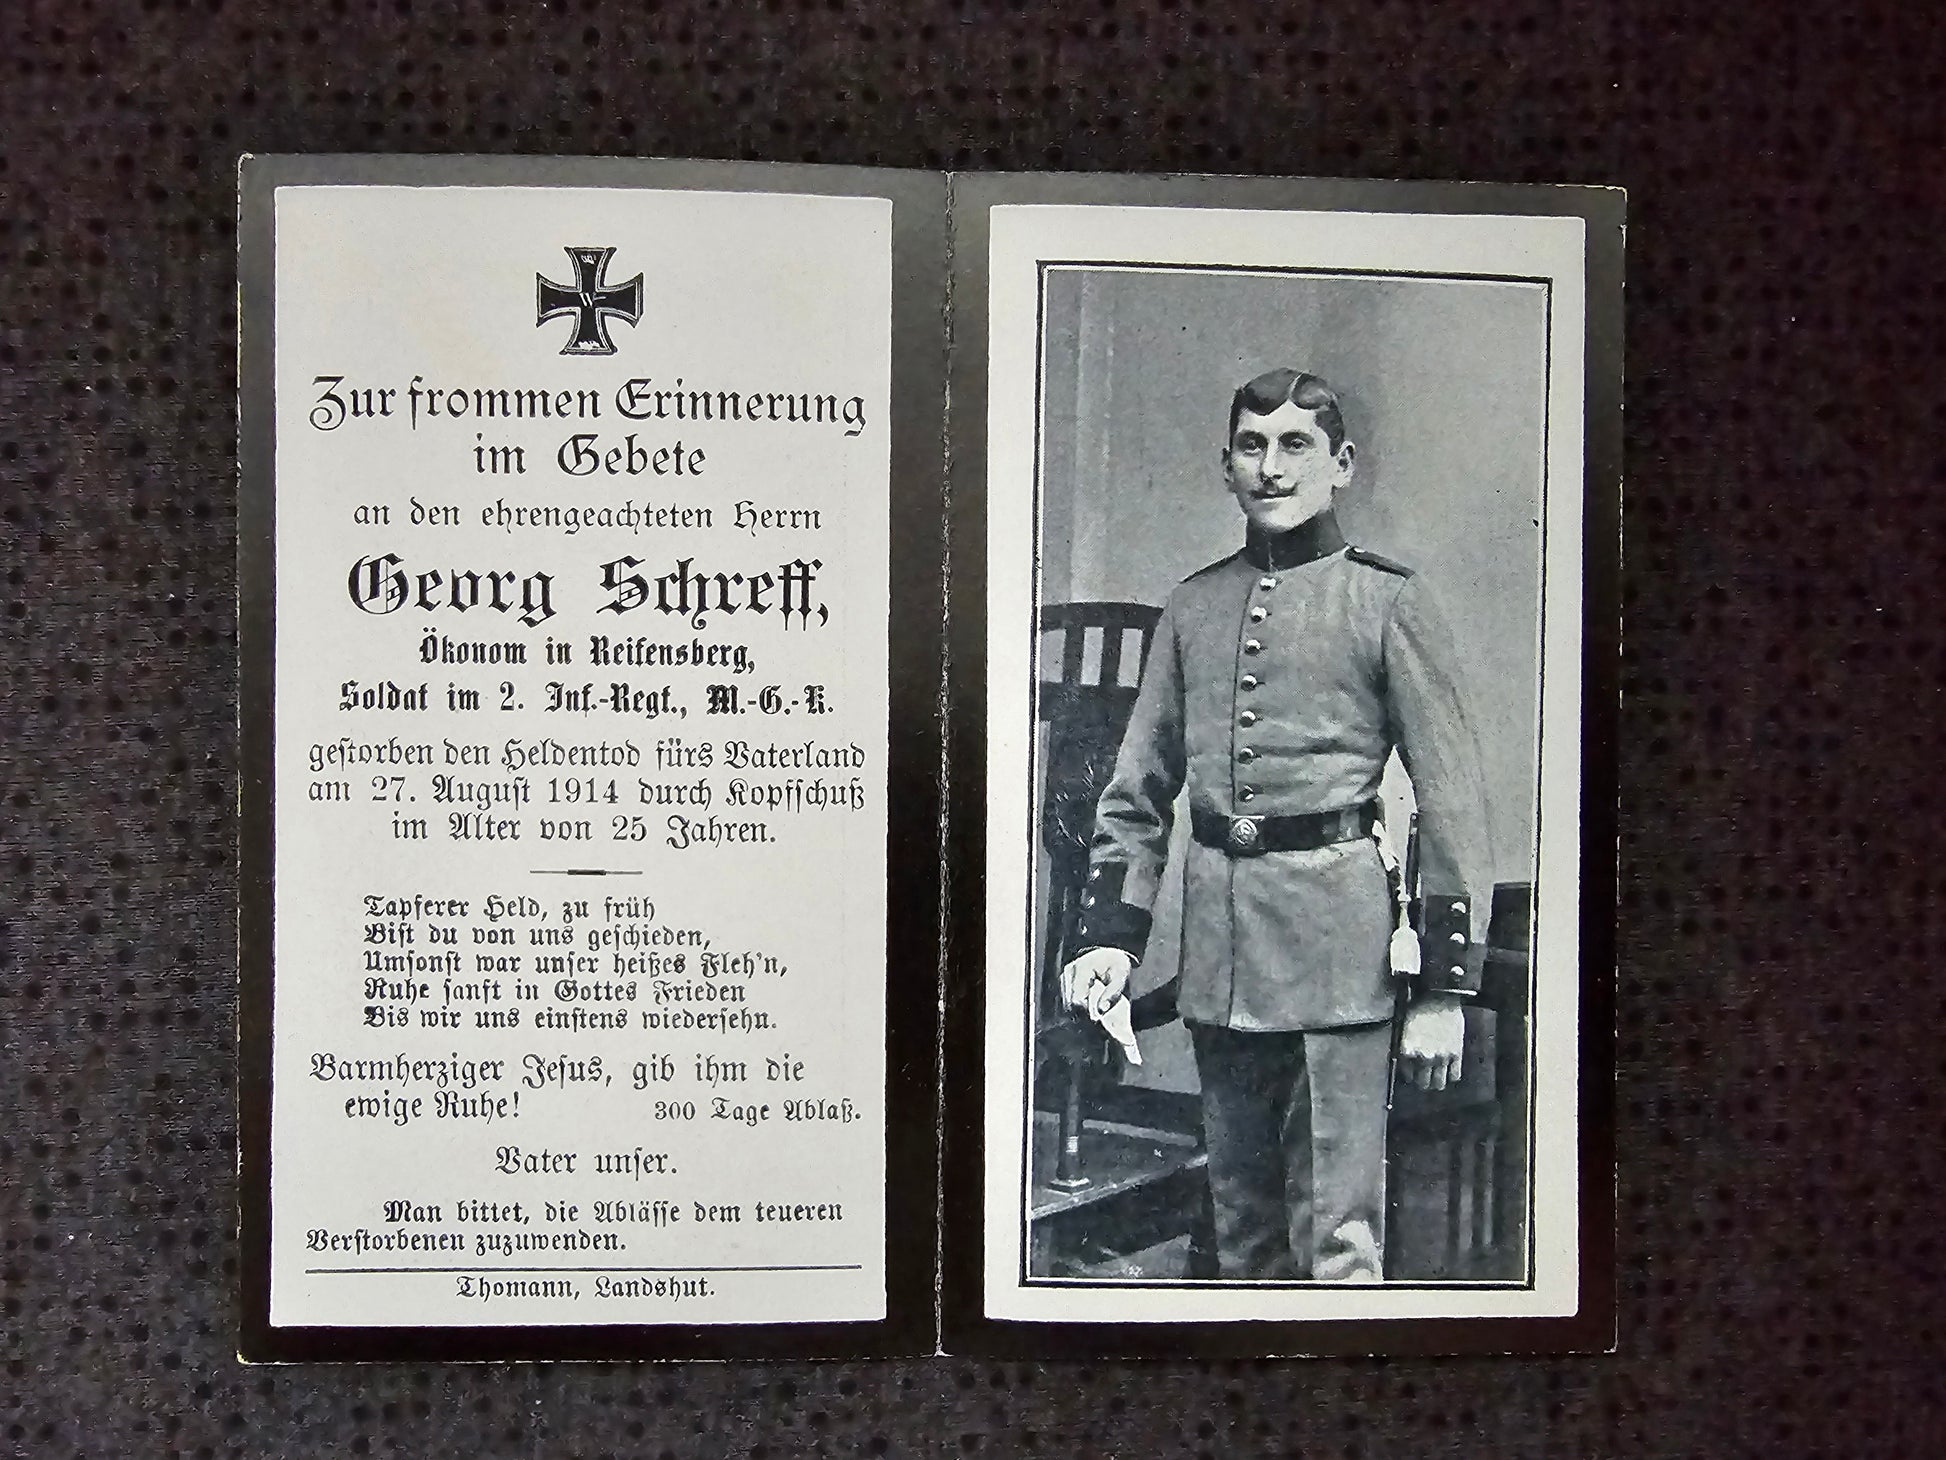 W
Zur frommen Erinnerung
im Gebete
an den ehrengeachteten Herrn
Georg Schreff,
Ökonom in Reifensberg,
Soldat im 2. Inf.-Regt., M.-G.-K.
gestorben den Heldentod fürs Vaterland
am 27. August 1914 durch Kopfschuß
im Alter von 25 Jahren.
Tapferer Held, zu früh
Bist du von uns geschieden,
Umsonst war unser heißes Fleh'n,
Ruhe sanft in Gottes Frieden
Bis wir uns einstens wiedersehn.
Barmherziger Jesus, gib ihm die
ewige Ruhe! 300 Tage Ablaß.
Vater unser.
Man bittet, die Ablässe dem teueren
Verstorbenen zuzuwenden.
Thomann, Landshut.